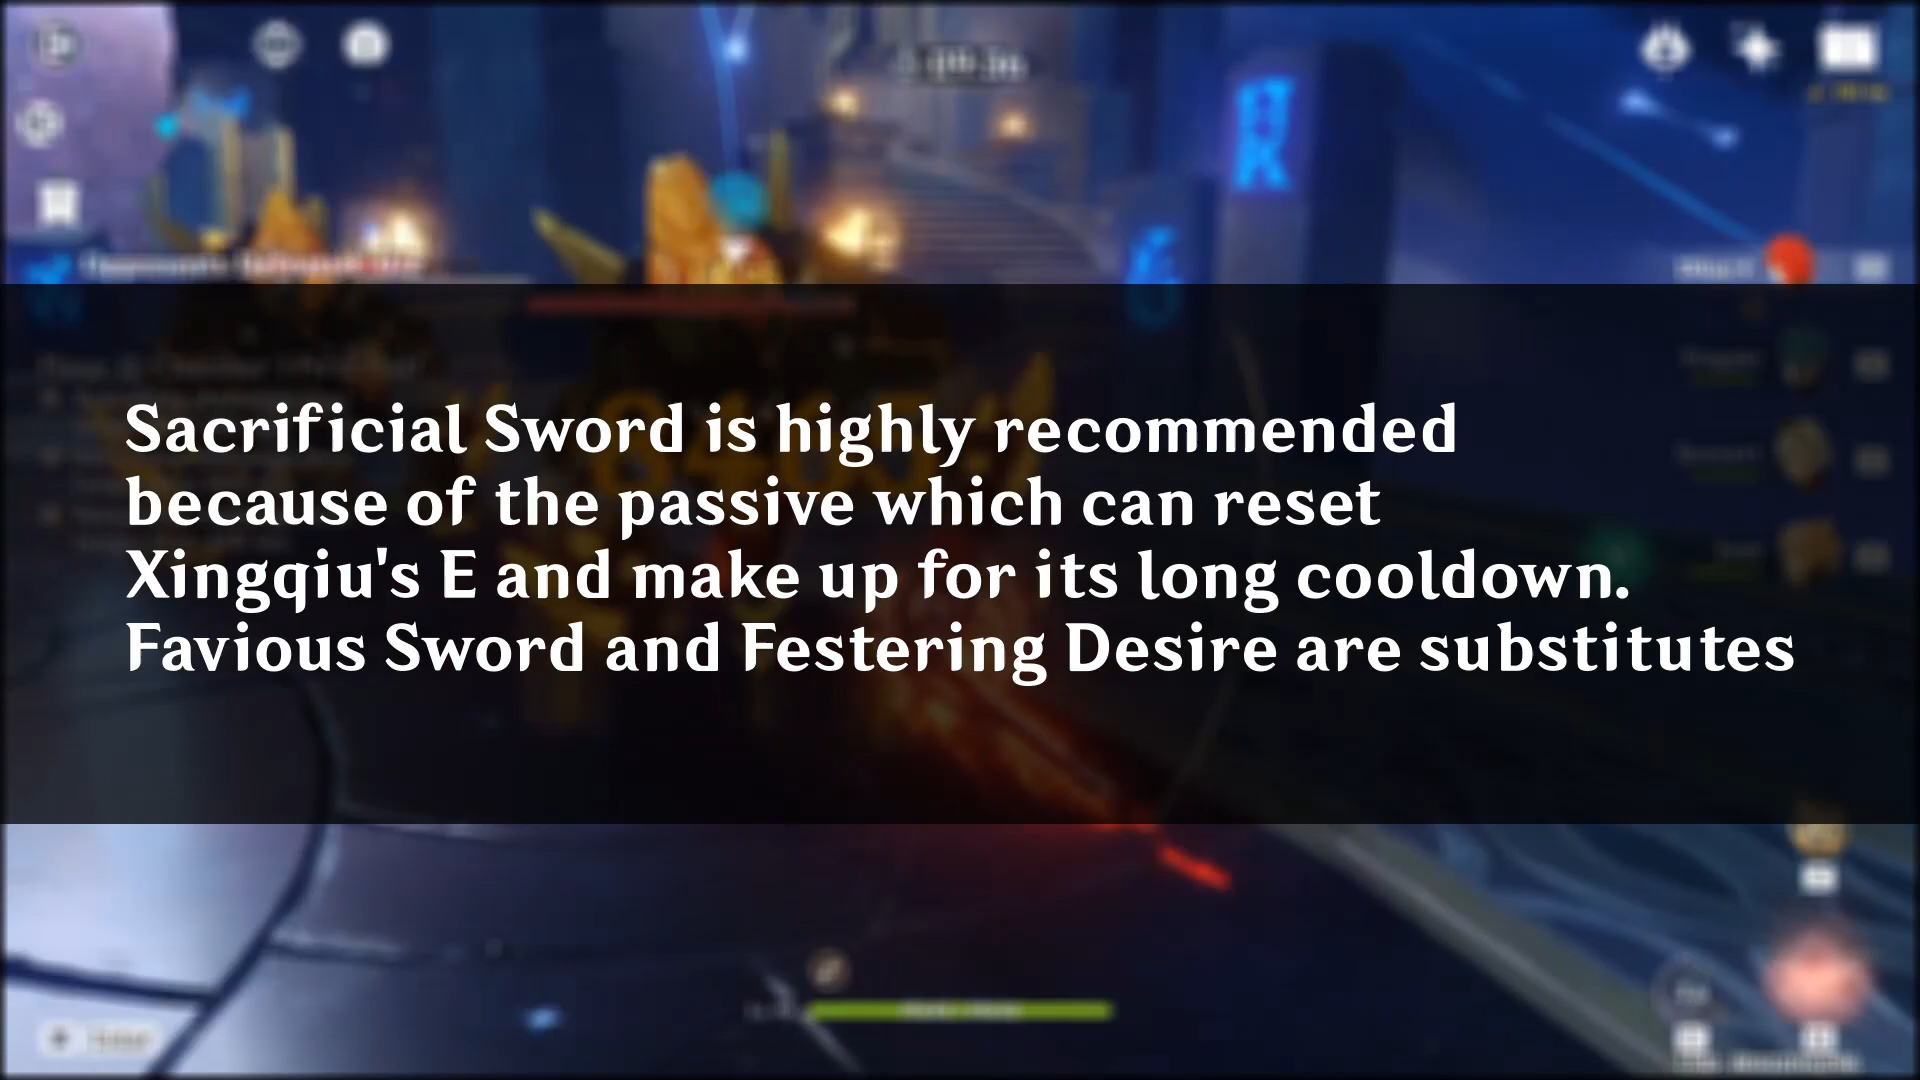 Sacrificial Sword is highly recommended
because of the passive which can reset
Xingqiu's E and make up for its long cooldown.
Favious Sword and Festering Desire are substitutes